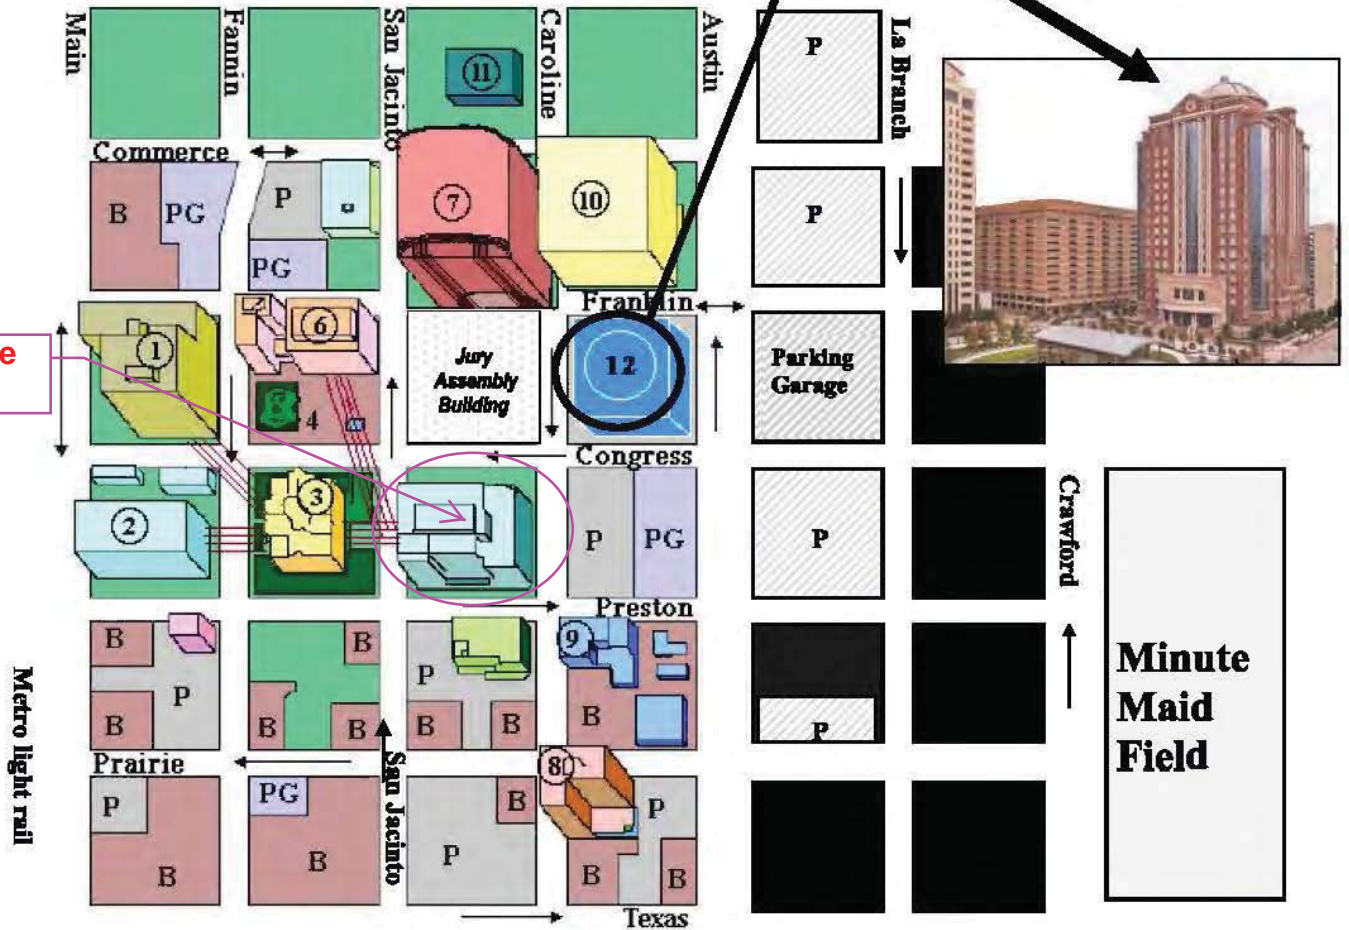 Main
Fannin
San Jacinto
Caroline
Austin
La Branch
11
P
Commerce
B
PG
P
PG
7
10
P
Franklin
e
1
6
4
Jury
Assembly
Building
12
Parking
Garage
Congress
2
3
P
PG
P
Crawford
Preston
B
P
B
B
B
B
P
B
B
9
B
P
Minute
Maid
Field
Metro light rail
Prairie
San Jacinto
8
P
B
PG
B
B
P
P
B
B
Texas